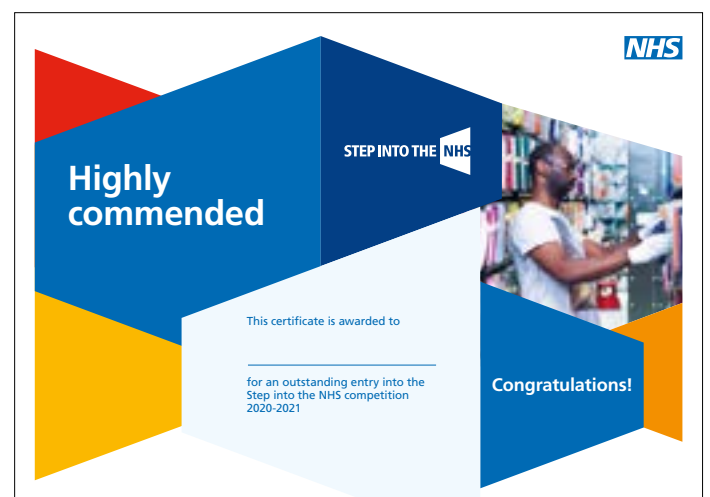 NHS
STEP INTO THE NHS
Highly
commended
This certificate is awarded to
for an outstanding entry into the
Step into the NHS competition
2020-2021
Congratulations!